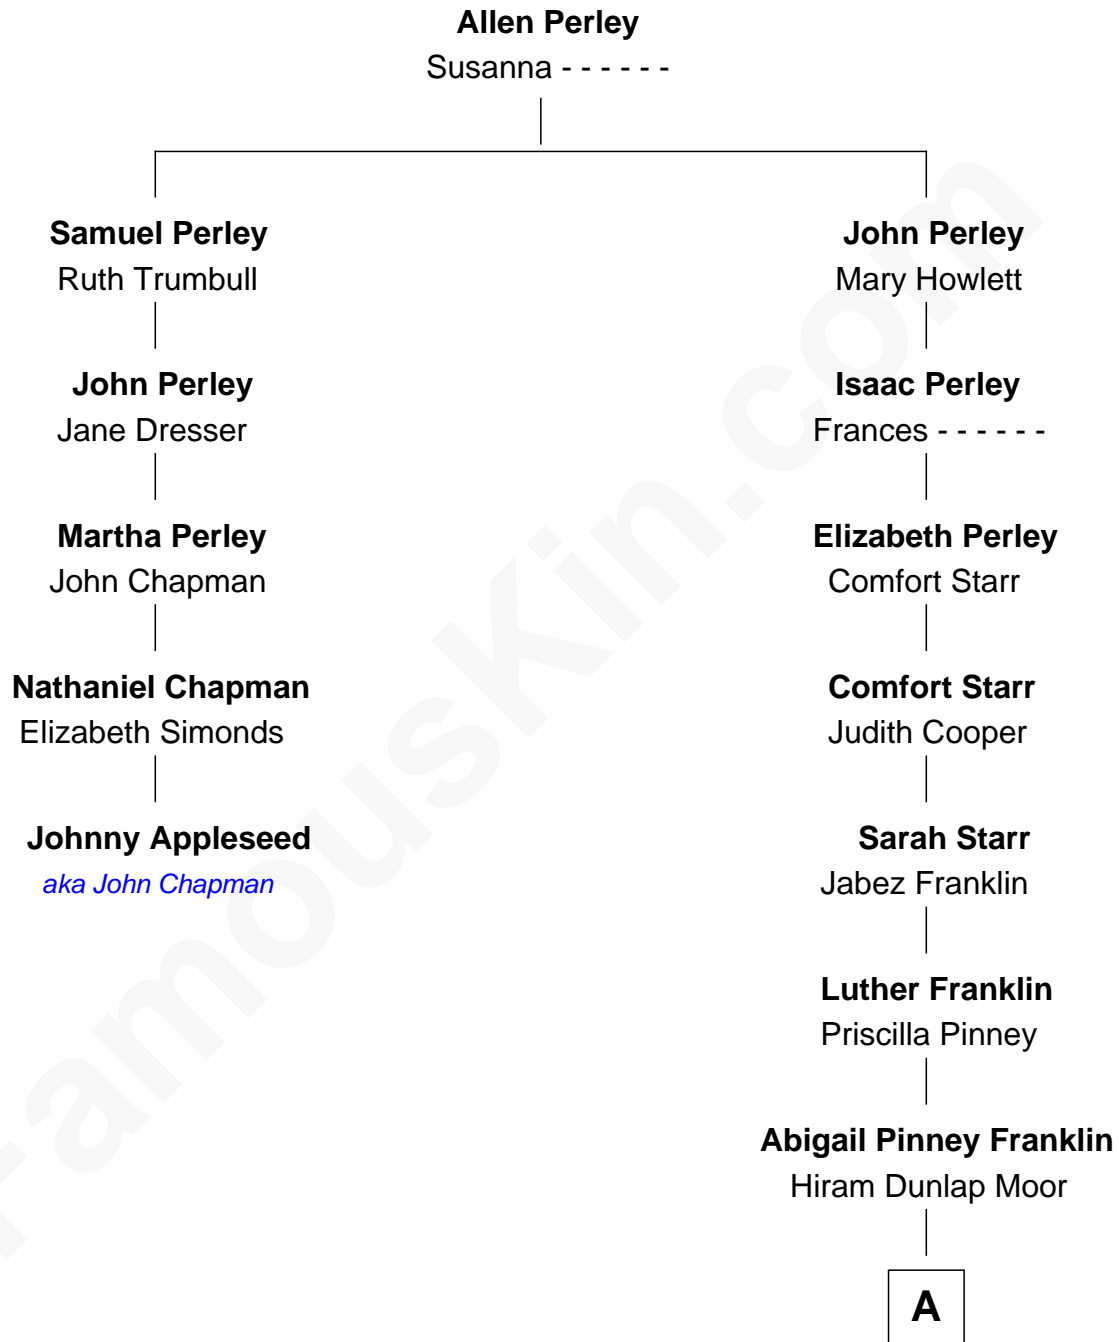 Allen Perley
Susanna - - - - - -
Samuel Perley
Ruth Trumbull
John Perley
Jane Dresser
Martha Perley
John Chapman
Nathaniel Chapman
Elizabeth Simonds
Johnny Appleseed
aka John Chapman
John Perley
Mary Howlett
Isaac Perley
Frances - - - - - -
Elizabeth Perley
Comfort Starr
Comfort Starr
Judith Cooper
Sarah Starr
Jabez Franklin
Luther Franklin
Priscilla Pinney
Abigail Pinney Franklin
Hiram Dunlap Moor
A
FamousKin.com